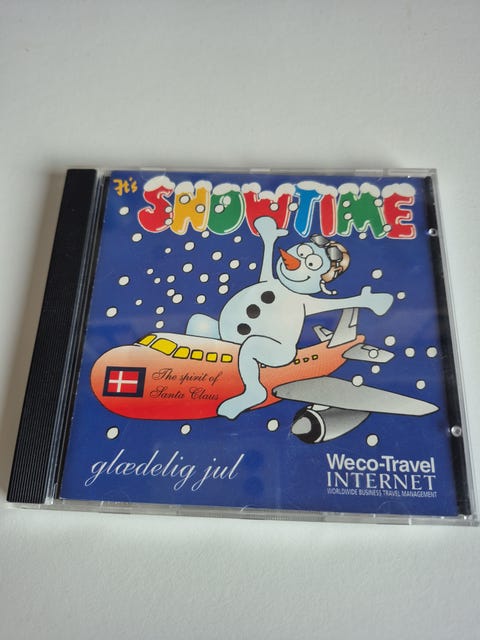 It's
SNOWTIME
The spirit of
Santa Claus
glædelig jul
Weco-Travel
INTERNET
WORLDWIDE BUSINESS TRAVEL MANAGEMENT